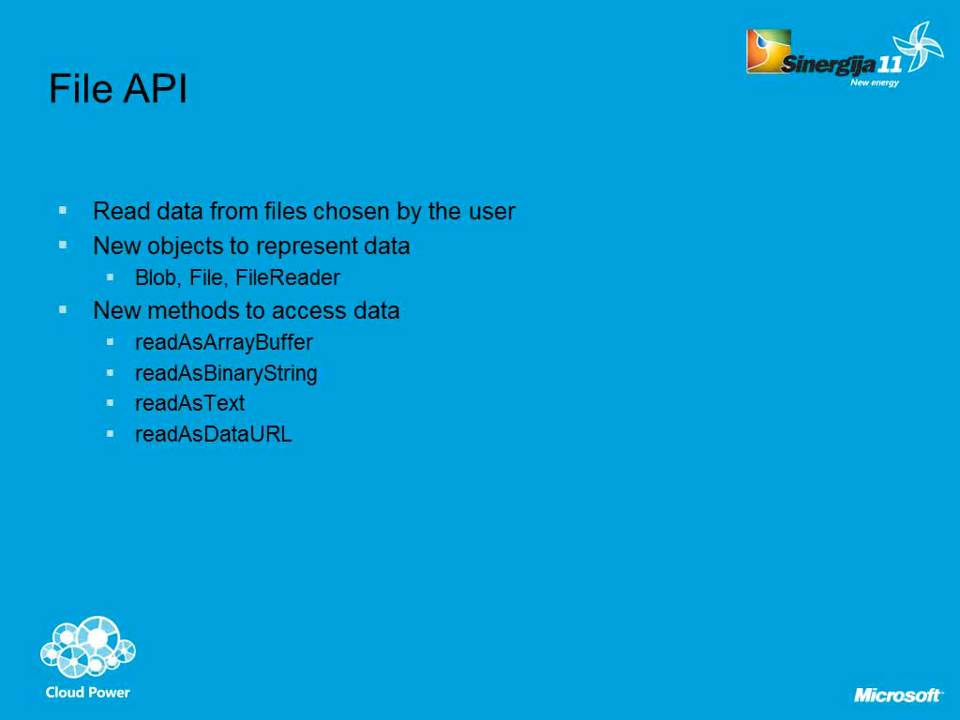 Sinergija 11
New energy
File API
Read data from files chosen by the user
New objects to represent data
Blob, File, FileReader
New methods to access data
readAsArrayBuffer
readAsBinaryString
readAsText
readAsDataURL
Cloud Power
Microsoft